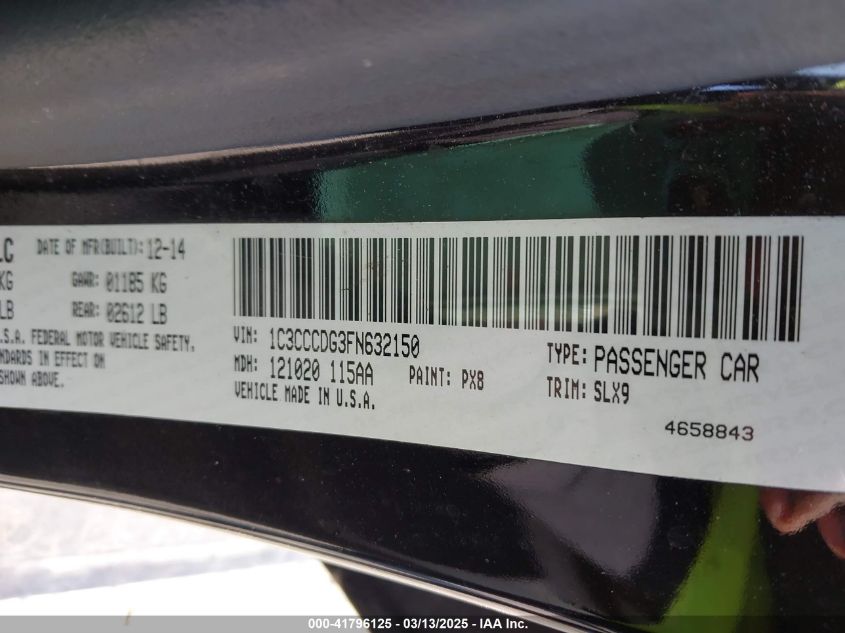 LC DATE OF MFR(BUILT): 12-14
KG GAWR: 01185 KG
LB REAR: 02612 LB
.S.A. FEDERAL MOTOR VEHICLE SAFETY,
ANDARDS IN EFFECT ON
SHOWN ABOVE.
VIN: 1C3CCCDG3FN632150
MDH: 121020 115AA PAINT: PX8
VEHICLE MADE IN U.S.A.
TYPE: PASSENGER CAR
TRIM: SLX9
4658843
000-41796125 - 03/13/2025 - IAA Inc.